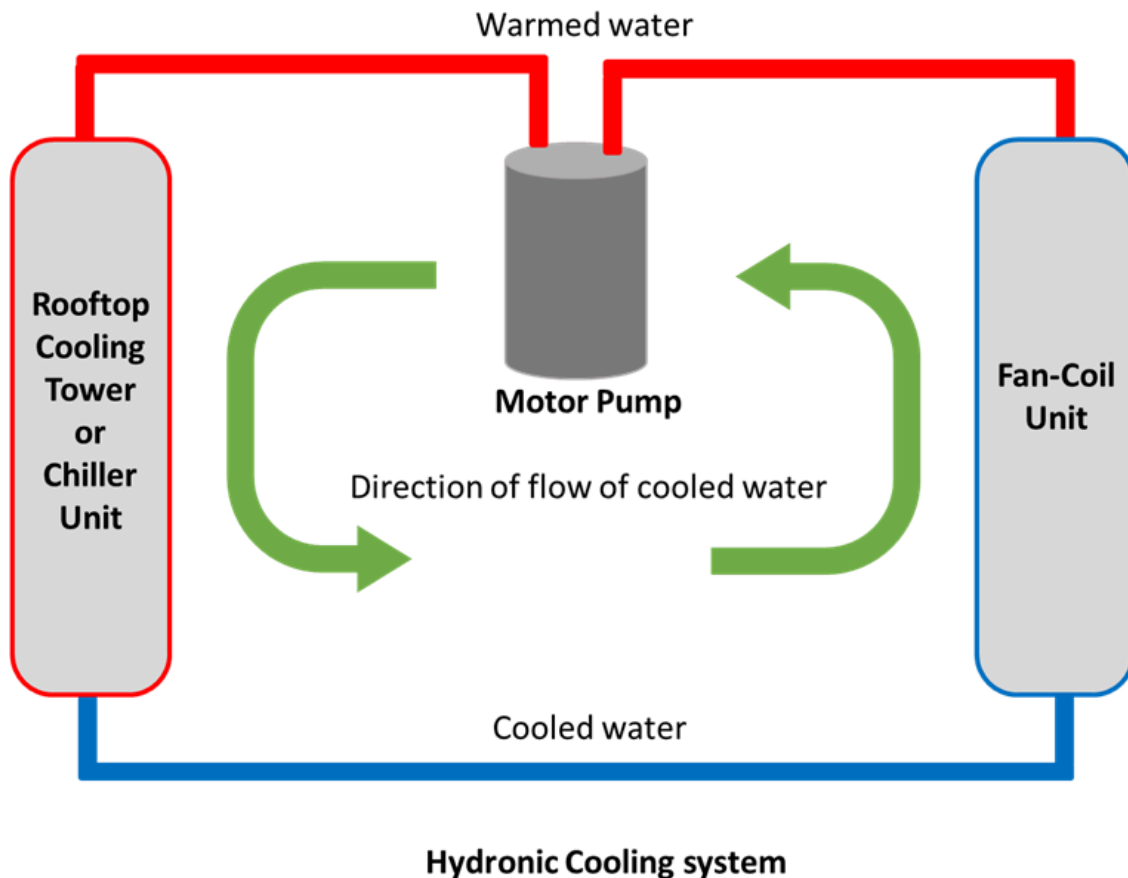 Warmed water
Rooftop
Cooling
Tower
or
Chiller
Unit
Motor Pump
Fan-Coil
Unit
Direction of flow of cooled water
Cooled water
Hydronic Cooling system